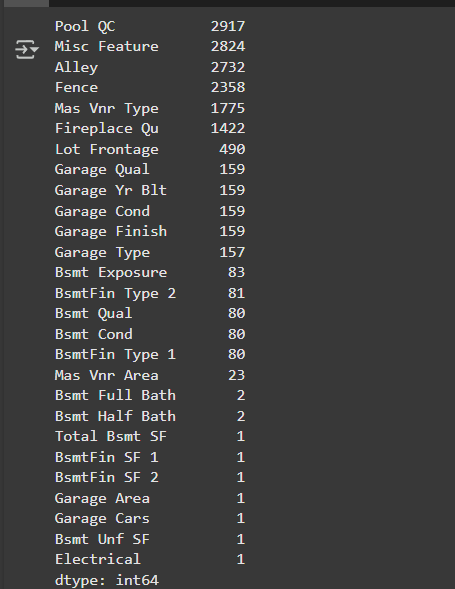 Pool QC 2917
Misc Feature 2824
Alley 2732
Fence 2358
Mas Vnr Type 1775
Fireplace Qu 1422
Lot Frontage 490
Garage Qual 159
Garage Yr Blt 159
Garage Cond 159
Garage Finish 159
Garage Type 157
Bsmt Exposure 83
BsmtFin Type 2 81
Bsmt Qual 80
Bsmt Cond 80
BsmtFin Type 1 80
Mas Vnr Area 23
Bsmt Full Bath 2
Bsmt Half Bath 2
Total Bsmt SF 1
BsmtFin SF 1 1
BsmtFin SF 2 1
Garage Area 1
Garage Cars 1
Bsmt Unf SF 1
Electrical 1
dtype: int64